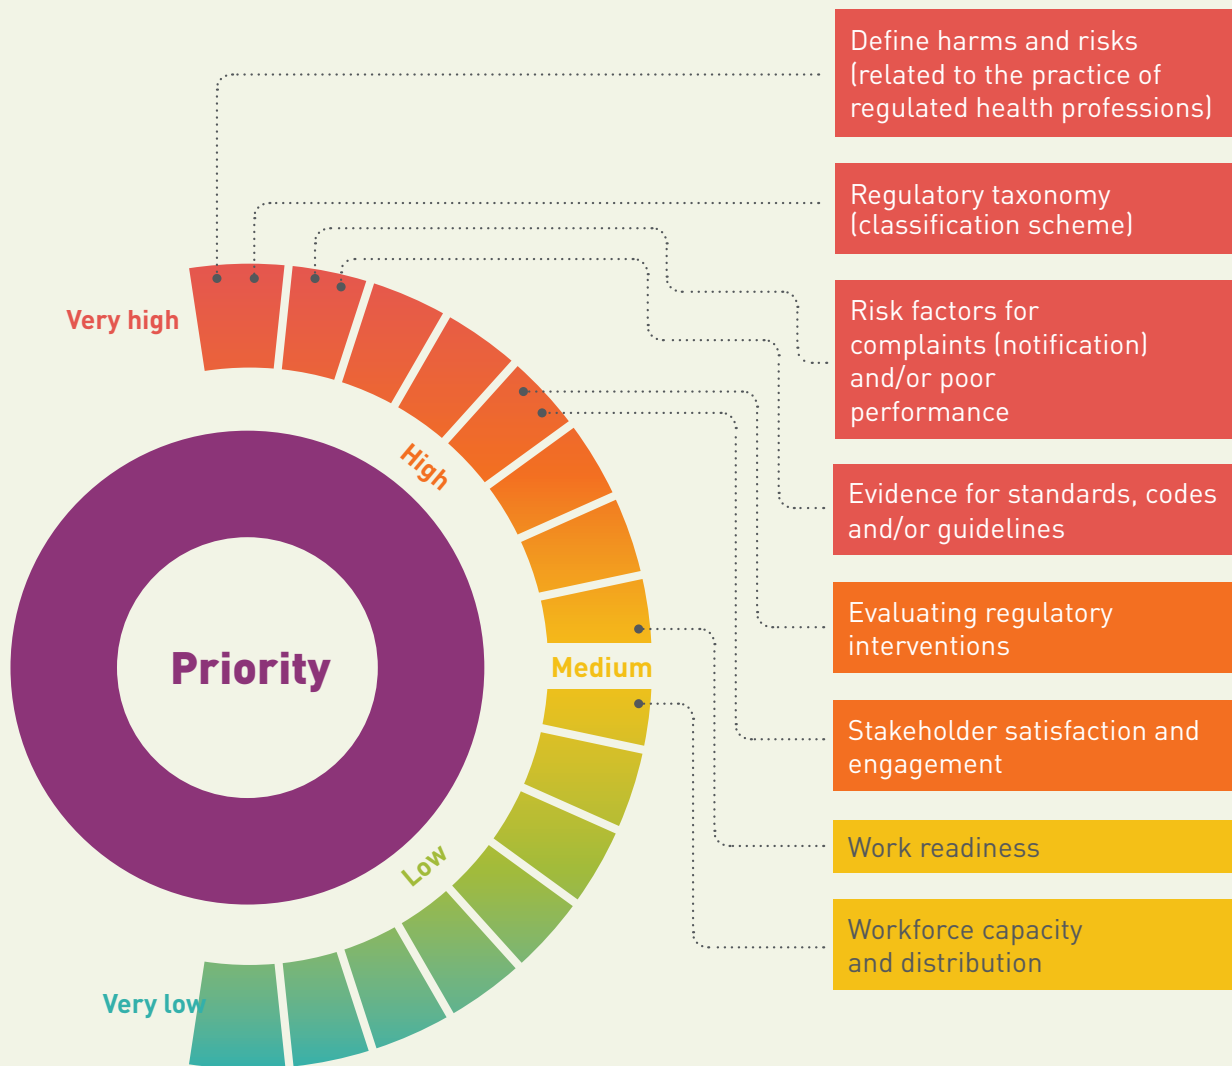 Define harms and risks
(related to the practice of
regulated health professions)
Regulatory taxonomy
(classification scheme)
Very high
Risk factors for
complaints (notification)
and/or poor
performance
High
Evidence for standards, codes
and/or guidelines
Evaluating regulatory
interventions
Priority
Medium
Stakeholder satisfaction and
engagement
Low
Work readiness
Workforce capacity
and distribution
Very low